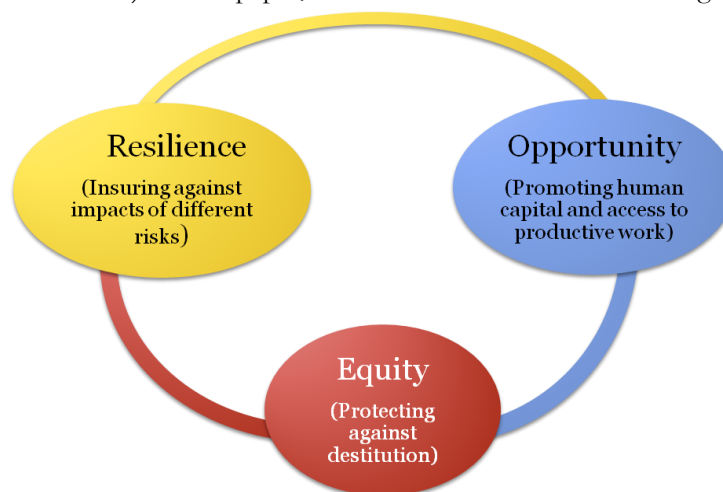 Resilience
(Insuring against
impacts of different
risks)
Opportunity
(Promoting human
capital and access to
productive work)
Equity
(Protecting
against
destitution)